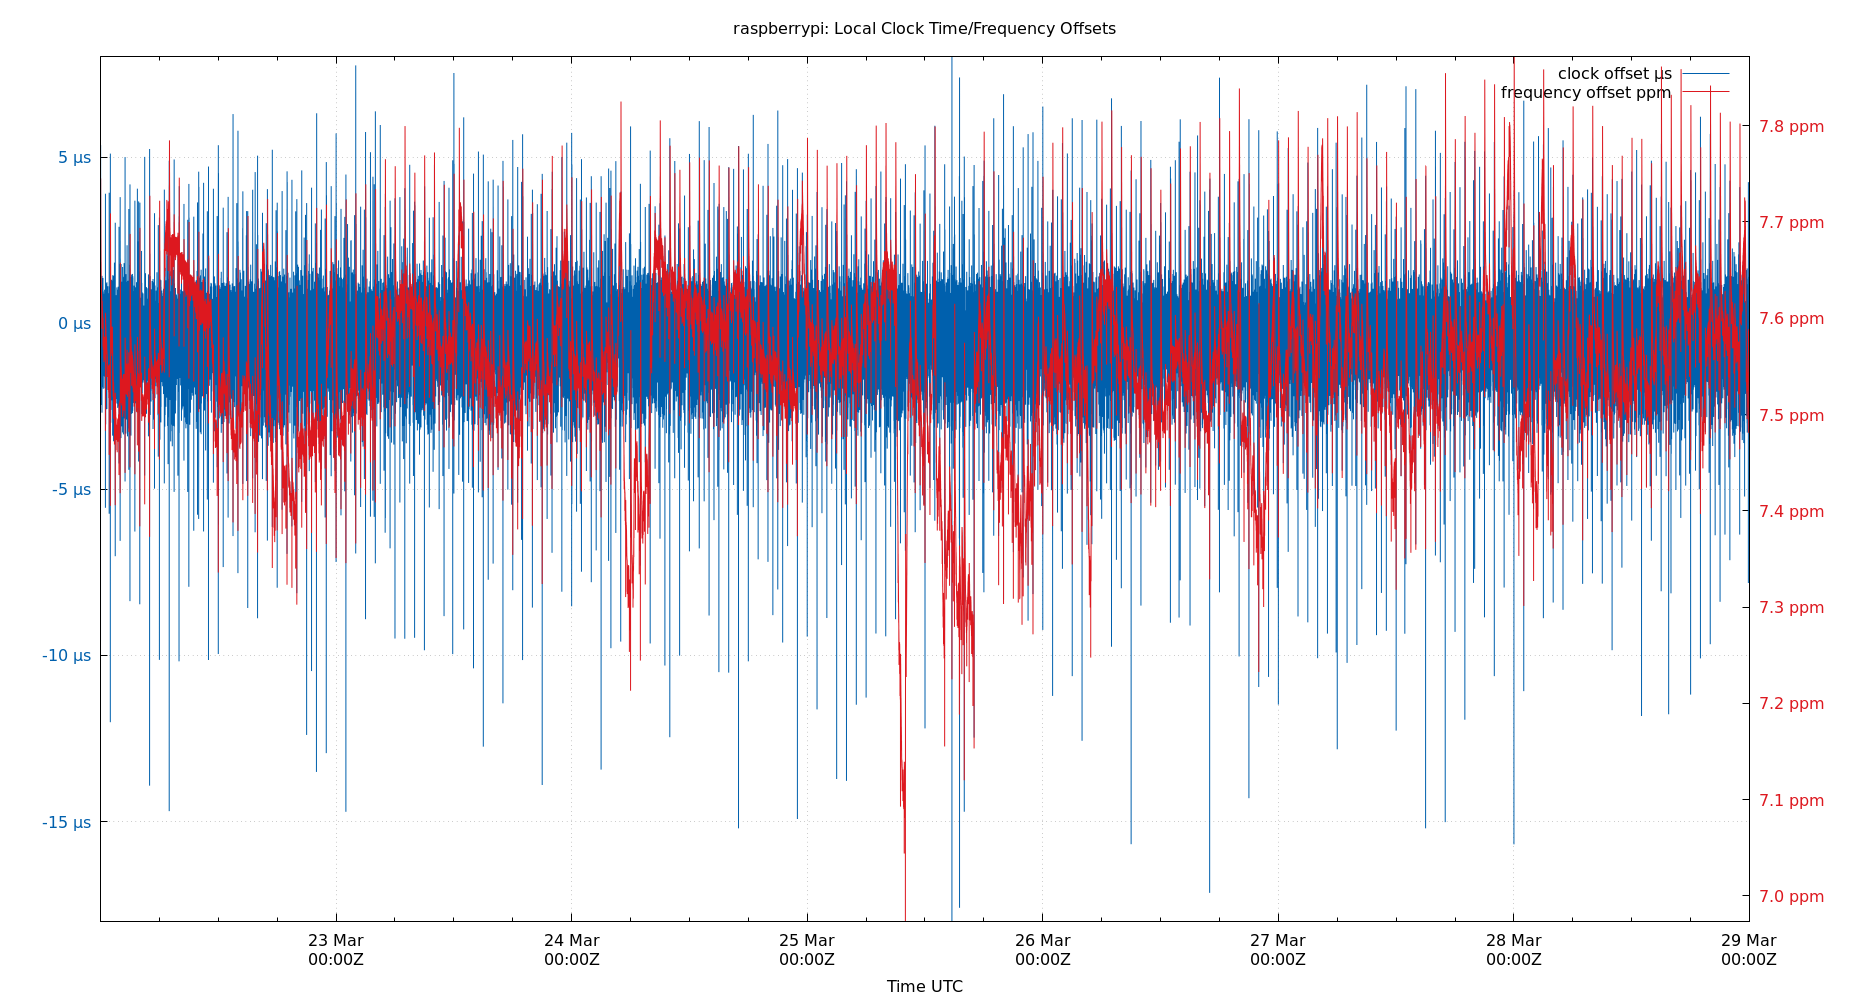 raspberrypi: Local Clock Time/Frequency Offsets
clock offset µs
frequency offset ppm
5 µs
0 µs
-5 µs
-10 µs
-15 µs
7.8 ppm
7.7 ppm
7.6 ppm
7.5 ppm
7.4 ppm
7.3 ppm
7.2 ppm
7.1 ppm
7.0 ppm
23 Mar
00:00Z
24 Mar
00:00Z
25 Mar
00:00Z
26 Mar
00:00Z
27 Mar
00:00Z
28 Mar
00:00Z
29 Mar
00:00Z
Time UTC